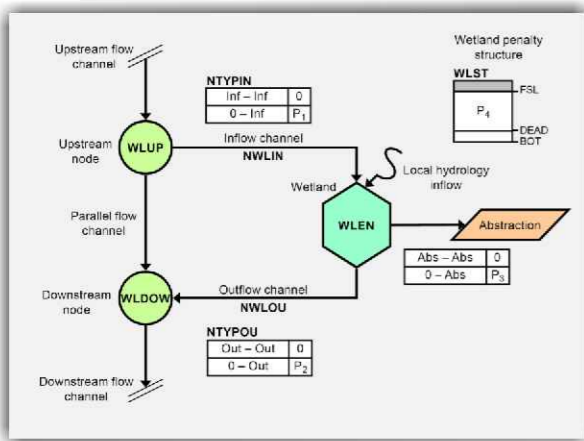 Upstream flow
channel
Wetland penalty
structure
WLST
FSL
P4
DEAD
BOT
NTYPIN
Inf – Inf 0
0 – Inf P1
Inflow channel
NWLIN
Upstream
node
WLUP
Local hydrology
inflow
Wetland
WLEN
Abstraction
Parallel flow
channel
Abs – Abs 0
0 – Abs P3
Downstream
node
WLDOW
Outflow channel
NWLOU
NTYPOU
Out – Out 0
0 – Out P2
Downstream flow
channel